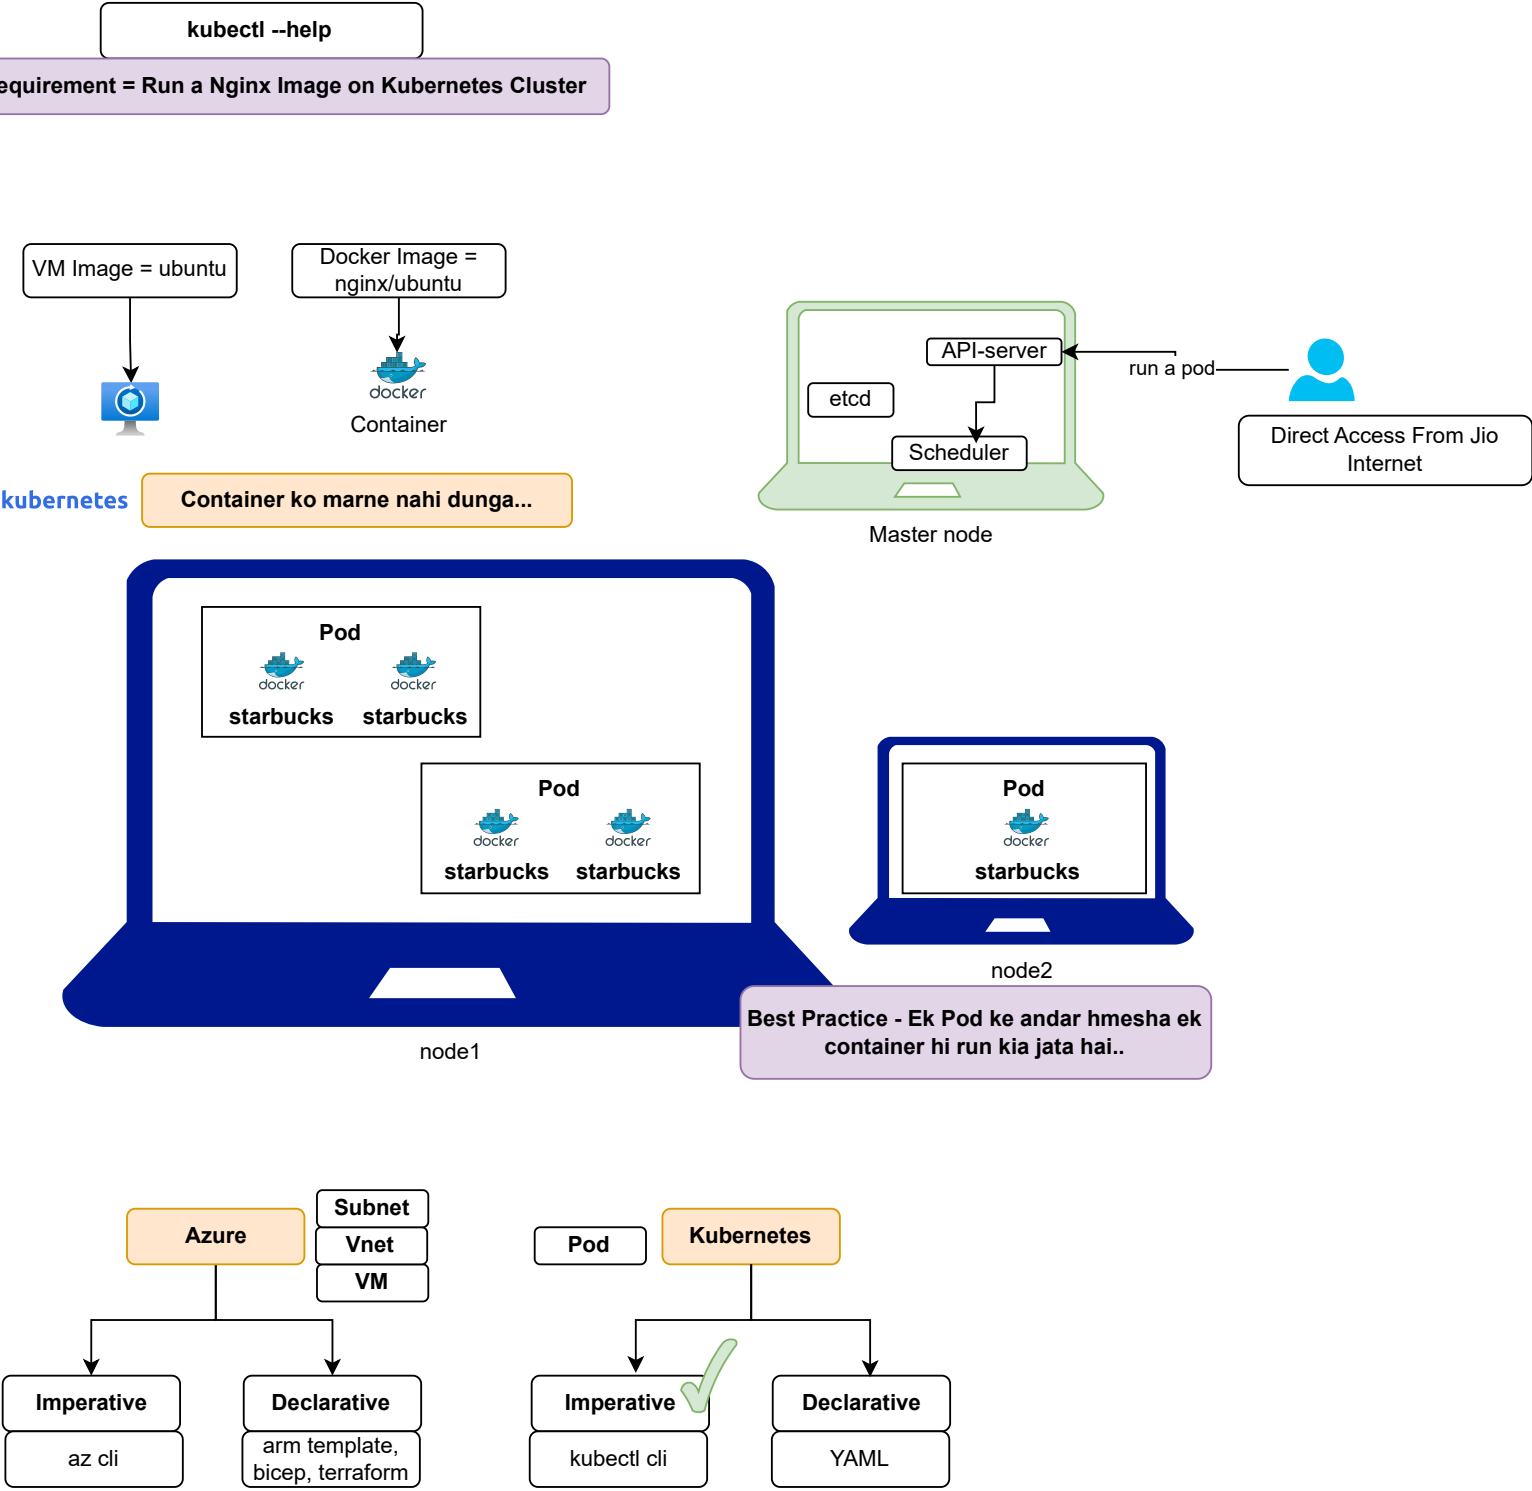 kubectl --help
equirement = Run a Nginx Image on Kubernetes Cluster
VM Image = ubuntu
Docker Image =
nginx/ubuntu
docker
Container
API-server
etcd
Scheduler
run a pod
Direct Access From Jio
Internet
Master node
kubernetes
Container ko marne nahi dunga...
Pod
docker
docker
starbucks
starbucks
Pod
docker
docker
starbucks
starbucks
node1
Pod
docker
starbucks
node2
Best Practice - Ek Pod ke andar hmesha ek
container hi run kia jata hai..
Azure
Subnet
Vnet
VM
Imperative
az cli
Declarative
arm template,
bicep, terraform
Pod
Kubernetes
Imperative
kubectl cli
Declarative
YAML